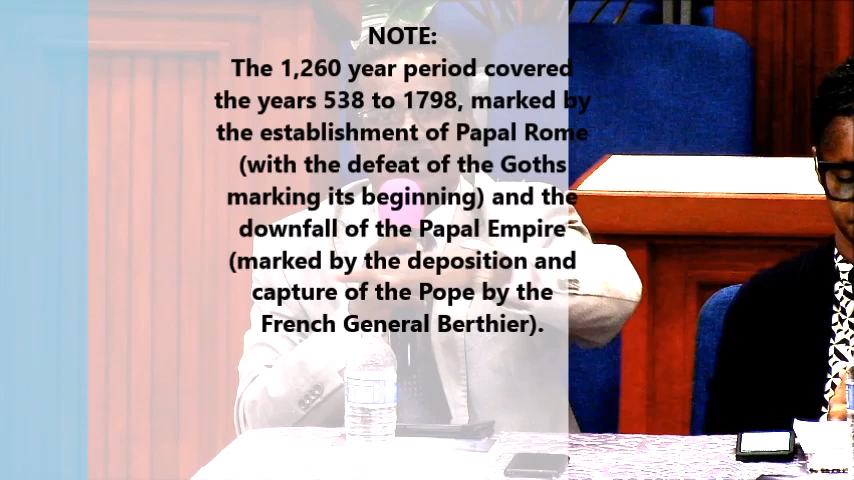 NOTE:
The 1,260 year period covered
the years 538 to 1798, marked by
the establishment of Papal Rome
(with the defeat of the Goths
marking its beginning) and the
downfall of the Papal Empire
(marked by the deposition and
capture of the Pope by the
French General Berthier).